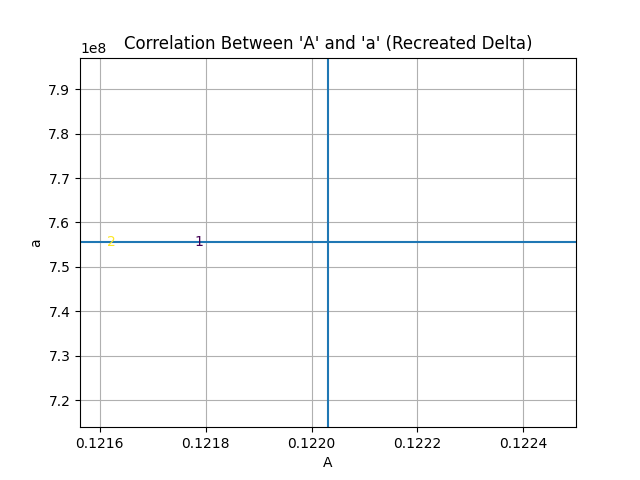 Correlation Between 'A' and 'a' (Recreated Delta)
1e8
7.9
7.8
7.7
7.6
7.5
7.4
7.3
7.2
a
2 1
0.1216 0.1218 0.1220 0.1222 0.1224
A